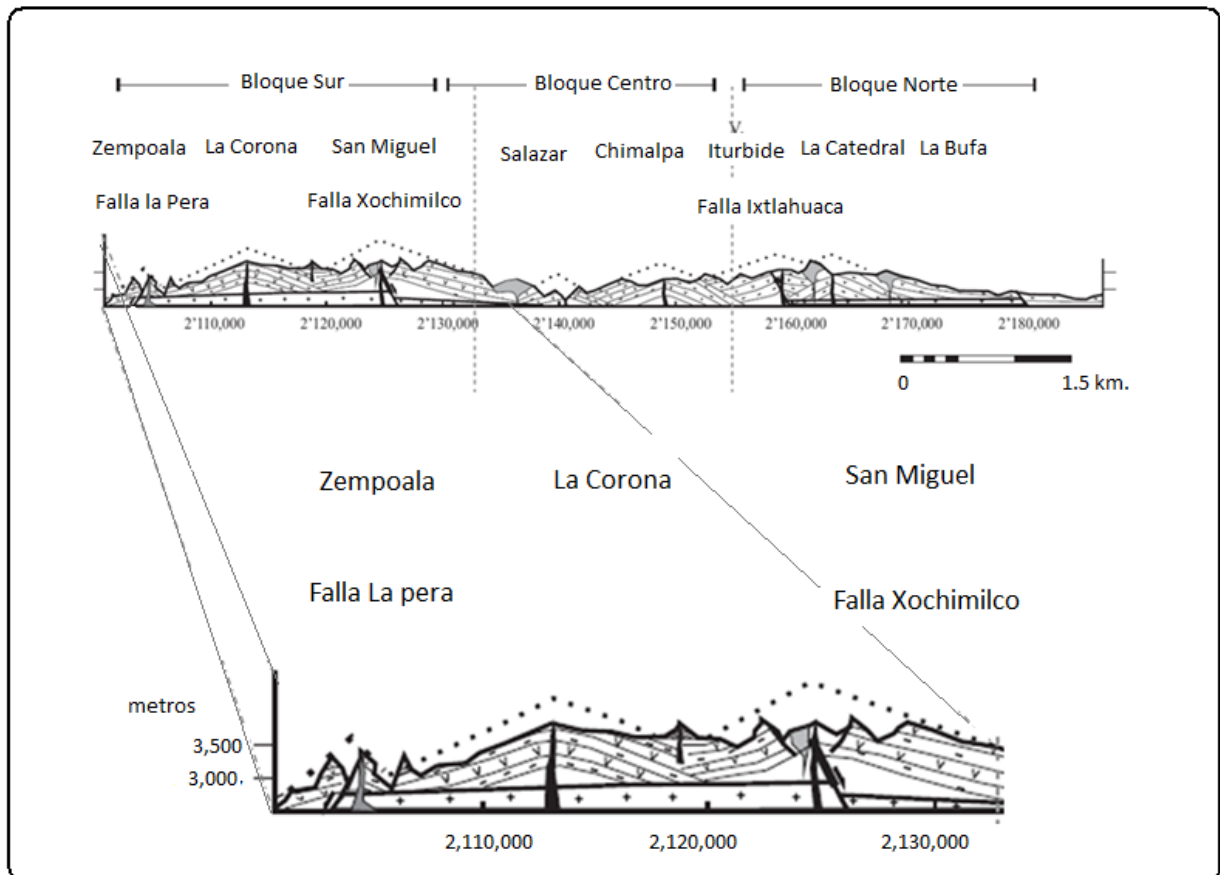 Bloque Sur Bloque Centro Bloque Norte
V.
Zempoala La Corona San Miguel Salazar Chimalpa Iturbide La Catedral La Bufa
Falla la Pera Falla Xochimilco Falla Ixtlahuaca
2'110,000 2'120,000 2'130,000 2'140,000 2'150,000 2'160,000 2'170,000 2'180,000
0 1.5 km.
Zempoala La Corona San Miguel
Falla La pera Falla Xochimilco
metros
3,500
3,000,
2,110,000 2,120,000 2,130,000